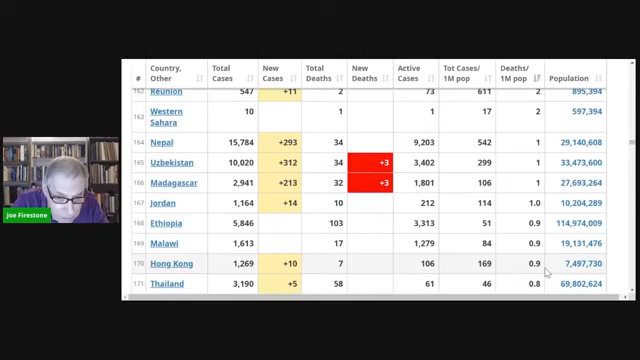 # Country, Other Total Cases New Cases Total Deaths New Deaths Active Cases Tot Cases/ 1M pop Deaths/ 1M pop Population
162 Réunion 547 +11 2 73 611 2 895,394
163 Western Sahara 10 1 1 17 2 597,394
164 Nepal 15,784 +293 34 9,203 542 1 29,140,608
165 Uzbekistan 10,020 +312 34 +3 3,402 299 1 33,473,600
166 Madagascar 2,941 +213 32 +3 1,801 106 1 27,693,264
167 Jordan 1,164 +14 10 212 114 1.0 10,204,289
168 Ethiopia 5,846 103 3,313 51 0.9 114,974,009
169 Malawi 1,613 17 1,279 84 0.9 19,131,476
170 Hong Kong 1,269 +10 7 106 169 0.9 7,497,730
171 Thailand 3,190 +5 58 61 46 0.8 69,802,624
Joe Firestone